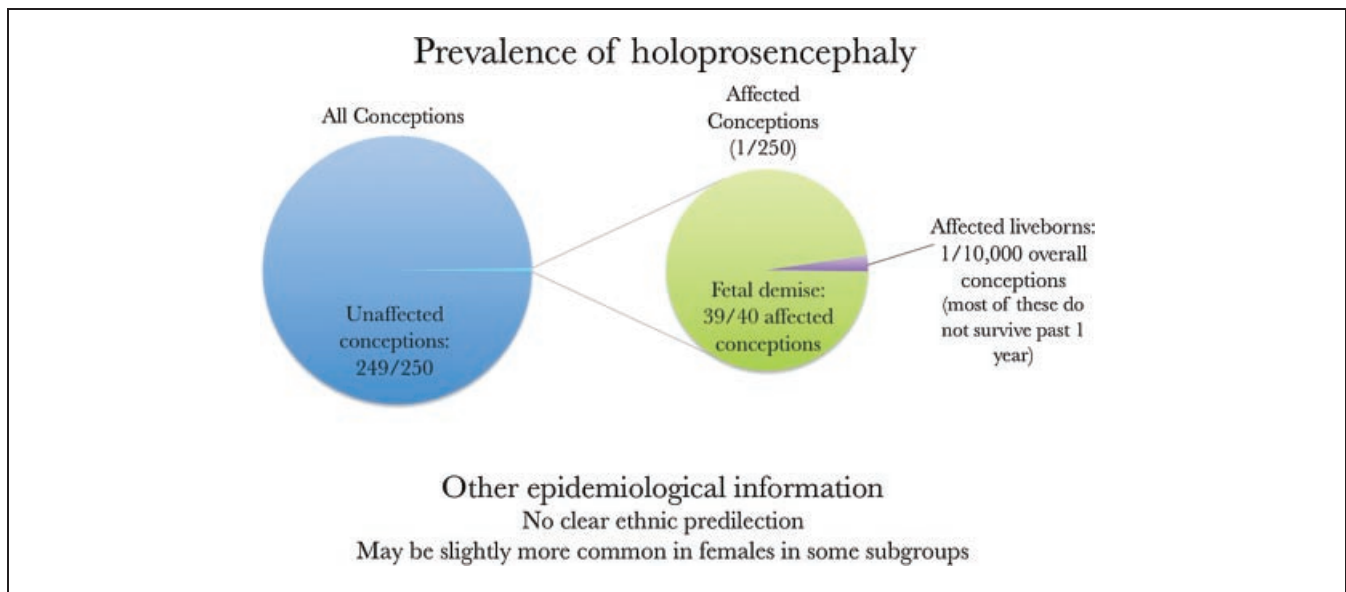 Prevalence of holoprosencephaly
All Conceptions
Unaffected
conceptions:
249/250
Affected
Conceptions
(1/250)
Fetal demise:
39/40 affected
conceptions
Affected liveborns:
1/10,000 overall
conceptions
(most of these do
not survive past 1
year)
Other epidemiological information
No clear ethnic predilection
May be slightly more common in females in some subgroups